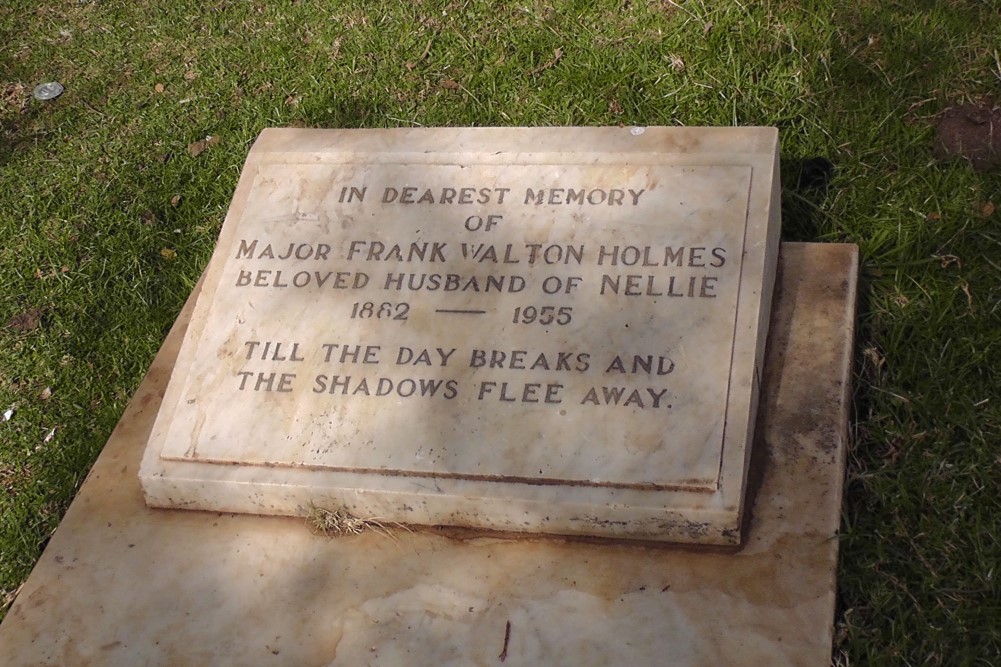 IN DEAREST MEMORY
OF
MAJOR FRANK WALTON HOLMES
BELOVED HUSBAND OF NELLIE
1882 — 1955
TILL THE DAY BREAKS AND
THE SHADOWS FLEE AWAY.